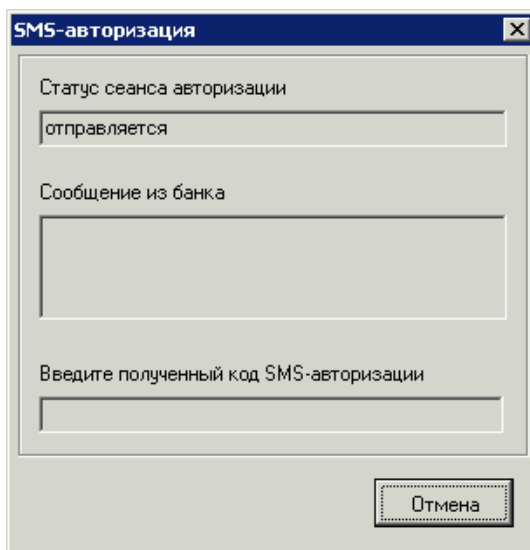 SMS-авторизация
Статус сеанса авторизации
отправляется
Сообщение из банка
Введите полученный код SMS-авторизации
Отмена